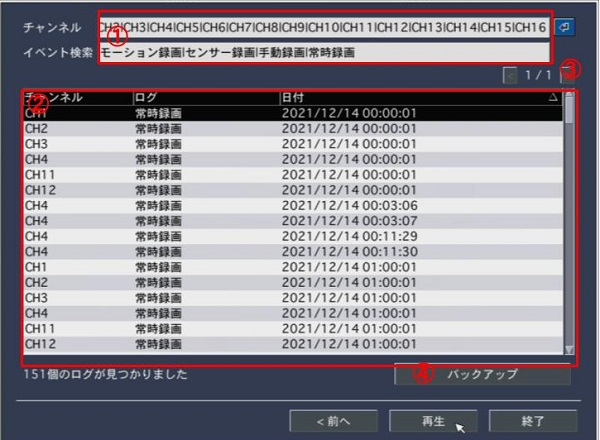 チャンネル CH2|CH3|CH4|CH5|CH6|CH7|CH8|CH9|CH10|CH11|CH12|CH13|CH14|CH15|CH16
①
イベント検索 モーション録画|センサー録画|手動録画|常時録画
< 1 / 1 ③
②
チャンネル ログ 日付
CH1 常時録画 2021/12/14 00:00:01
CH2 常時録画 2021/12/14 00:00:01
CH3 常時録画 2021/12/14 00:00:01
CH4 常時録画 2021/12/14 00:00:01
CH11 常時録画 2021/12/14 00:00:01
CH12 常時録画 2021/12/14 00:00:01
CH4 常時録画 2021/12/14 00:03:06
CH4 常時録画 2021/12/14 00:03:07
CH4 常時録画 2021/12/14 00:11:29
CH4 常時録画 2021/12/14 00:11:30
CH1 常時録画 2021/12/14 01:00:01
CH2 常時録画 2021/12/14 01:00:01
CH3 常時録画 2021/12/14 01:00:01
CH4 常時録画 2021/12/14 01:00:01
CH11 常時録画 2021/12/14 01:00:01
CH12 常時録画 2021/12/14 01:00:01
151個のログが見つかりました ④ バックアップ
< 前へ 再生 終了